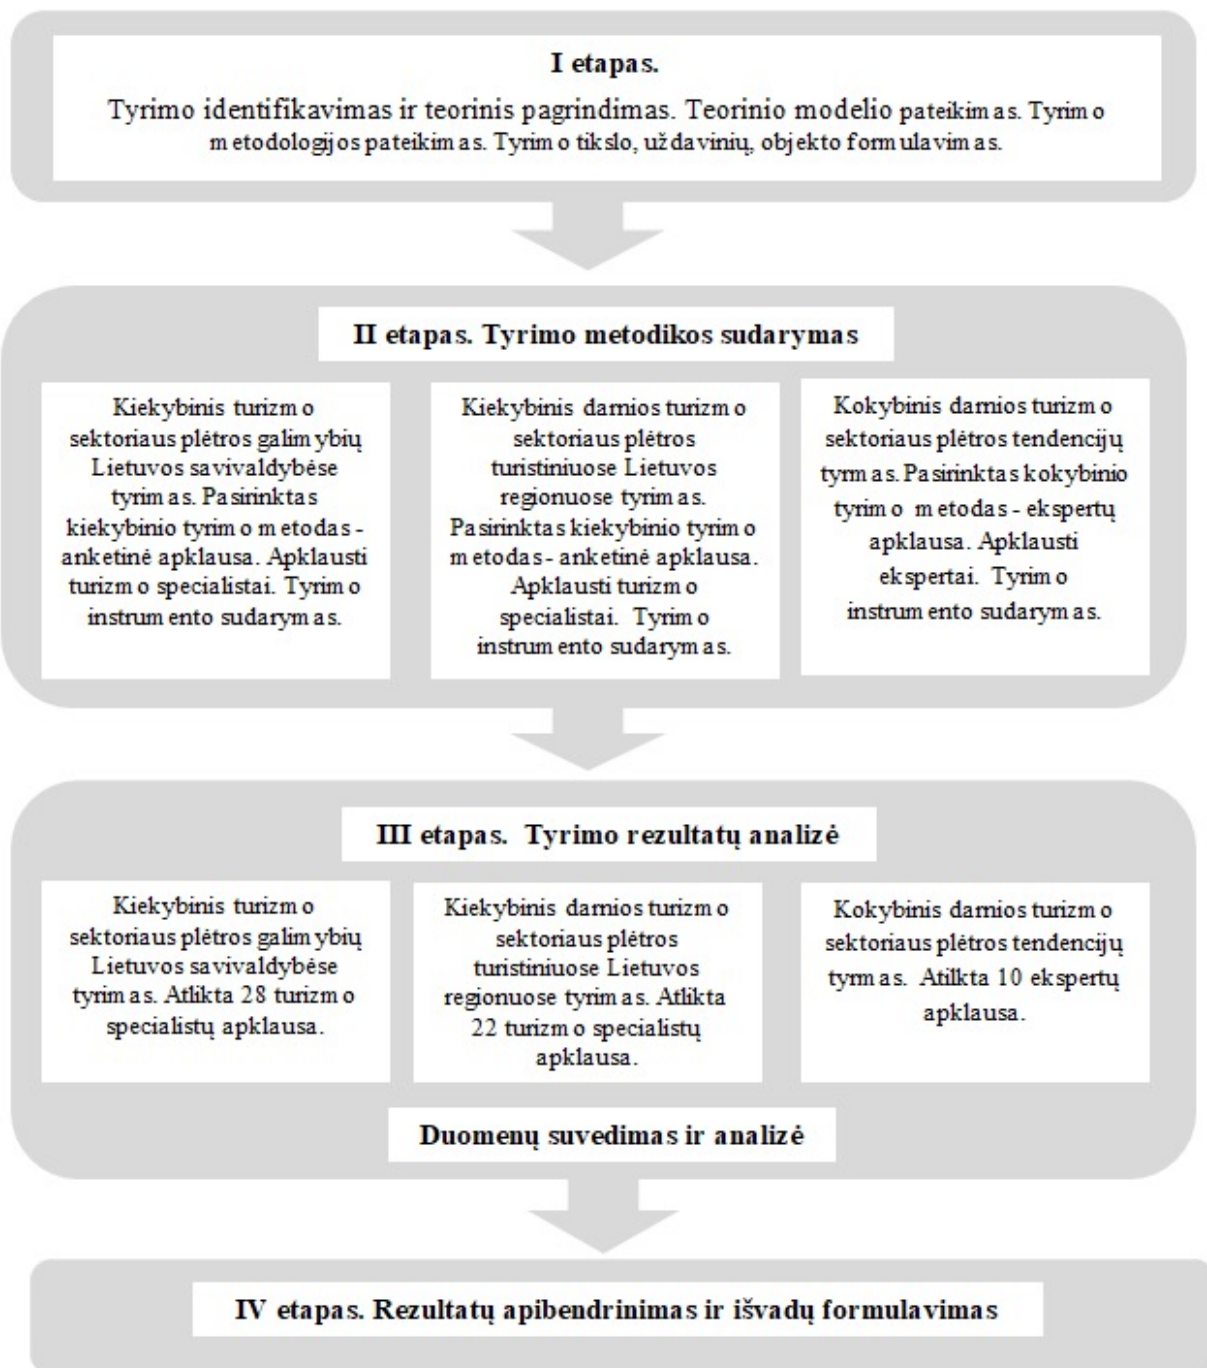 I etapas.
Tyrimo identifikavimas ir teorinis pagrindimas. Teorinio modelio pateikimas. Tyrimo
metodologijos pateikimas. Tyrimo tikslo, uždavinių, objekto formulavimas.
II etapas. Tyrimo metodikos sudarymas
Kiekybinis turizmo
sektoriaus plėtros galimybių
Lietuvos savivaldybėse
tyrimas. Pasirinktas
kiekybinio tyrimo metodas -
anketinė apklausa. Apklausti
turizmo specialistai. Tyrimo
instrumento sudarymas.
Kiekybinis darnios turizmo
sektoriaus plėtros
turistiniuose Lietuvos
regionuose tyrimas.
Pasirinktas kiekybinio tyrimo
metodas - anketinė apklausa.
Apklausti turizmo
specialistai. Tyrimo
instrumento sudarymas.
Kokybinis darnios turizmo
sektoriaus plėtros tendencijų
tyrmas. Pasirinktas kokybinio
tyrimo metodas - ekspertų
apklausa. Apklausti
ekspertai. Tyrimo
instrumento sudarymas.
III etapas. Tyrimo rezultatų analizė
Kiekybinis turizmo
sektoriaus plėtros galimybių
Lietuvos savivaldybėse
tyrimas. Atlikta 28 turizmo
specialistų apklausa.
Kiekybinis darnios turizmo
sektoriaus plėtros
turistiniuose Lietuvos
regionuose tyrimas. Atlikta
22 turizmo specialistų
apklausa.
Kokybinis darnios turizmo
sektoriaus plėtros tendencijų
tyrmas. Atilkta 10 ekspertų
apklausa.
Duomenų suvedimas ir analizė
IV etapas. Rezultatų apibendrinimas ir išvadų formulavimas